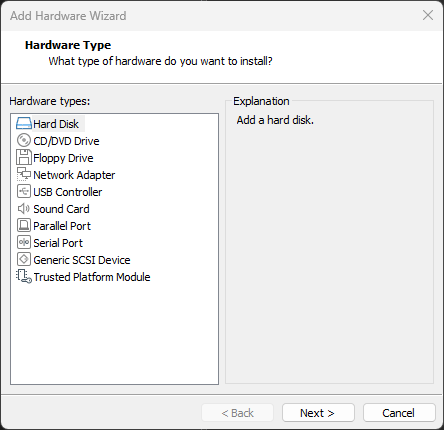 Add Hardware Wizard
Hardware Type
What type of hardware do you want to install?
Hardware types:
Hard Disk
CD/DVD Drive
Floppy Drive
Network Adapter
USB Controller
Sound Card
Parallel Port
Serial Port
Generic SCSI Device
Trusted Platform Module
Explanation
Add a hard disk.
< Back
Next >
Cancel